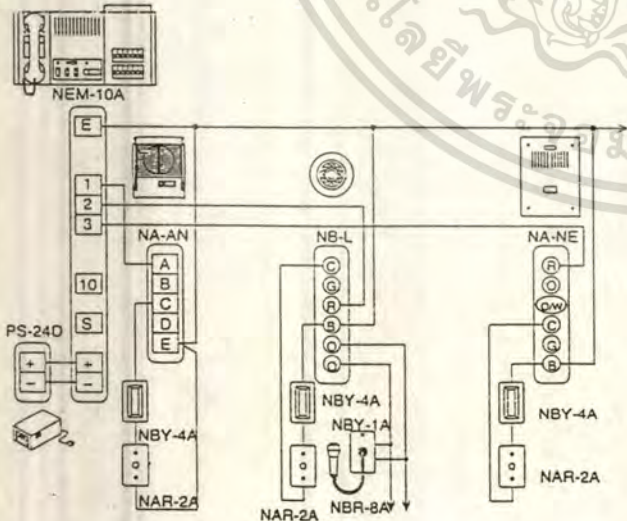 NEM-10A
E
1
2
3
10
S
+
-
PS-24D
+
-
NA-AN
A
B
C
D
E
NBY-4A
NAR-2A
NB-L
C
G
R
B
O
O
NBY-4A
NBY-1A
NAR-2A
NBR-8A
NA-NE
R
O
O/W
C
G
B
NBY-4A
NAR-2A